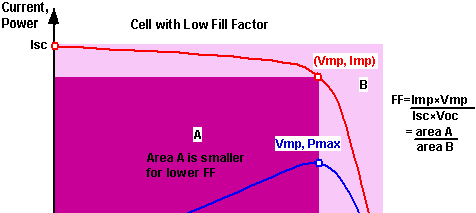 Current,
Power
Cell with Low Fill Factor
Isc
(Vmp, Imp)
B
FF=Imp×Vmp
Isc×Voc
= area A
area B
A
Vmp, Pmax
Area A is smaller
for lower FF